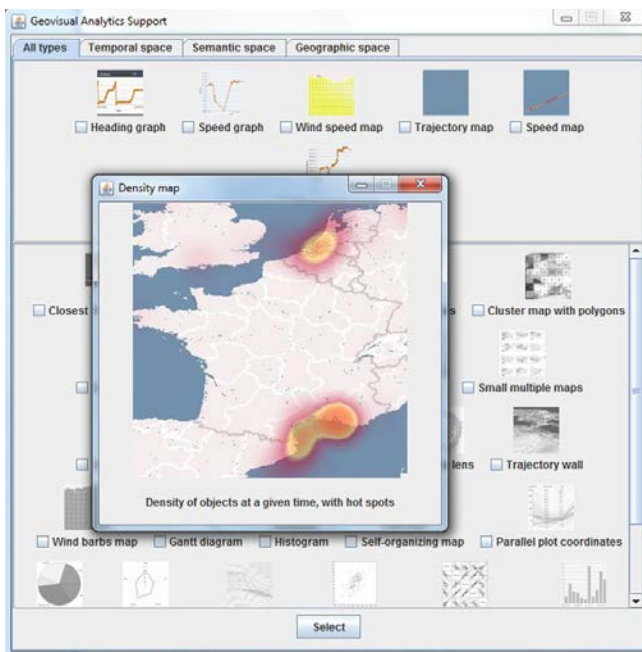 Geovisual Analytics Support
All types Temporal space Semantic space Geographic space
Heading graph Speed graph Wind speed map Trajectory map Speed map
Density map
Closest
Cluster map with polygons
Small multiple maps
lens Trajectory wall
Density of objects at a given time, with hot spots
Wind barbs map Gantt diagram Histogram Self-organizing map Parallel plot coordinates
Select